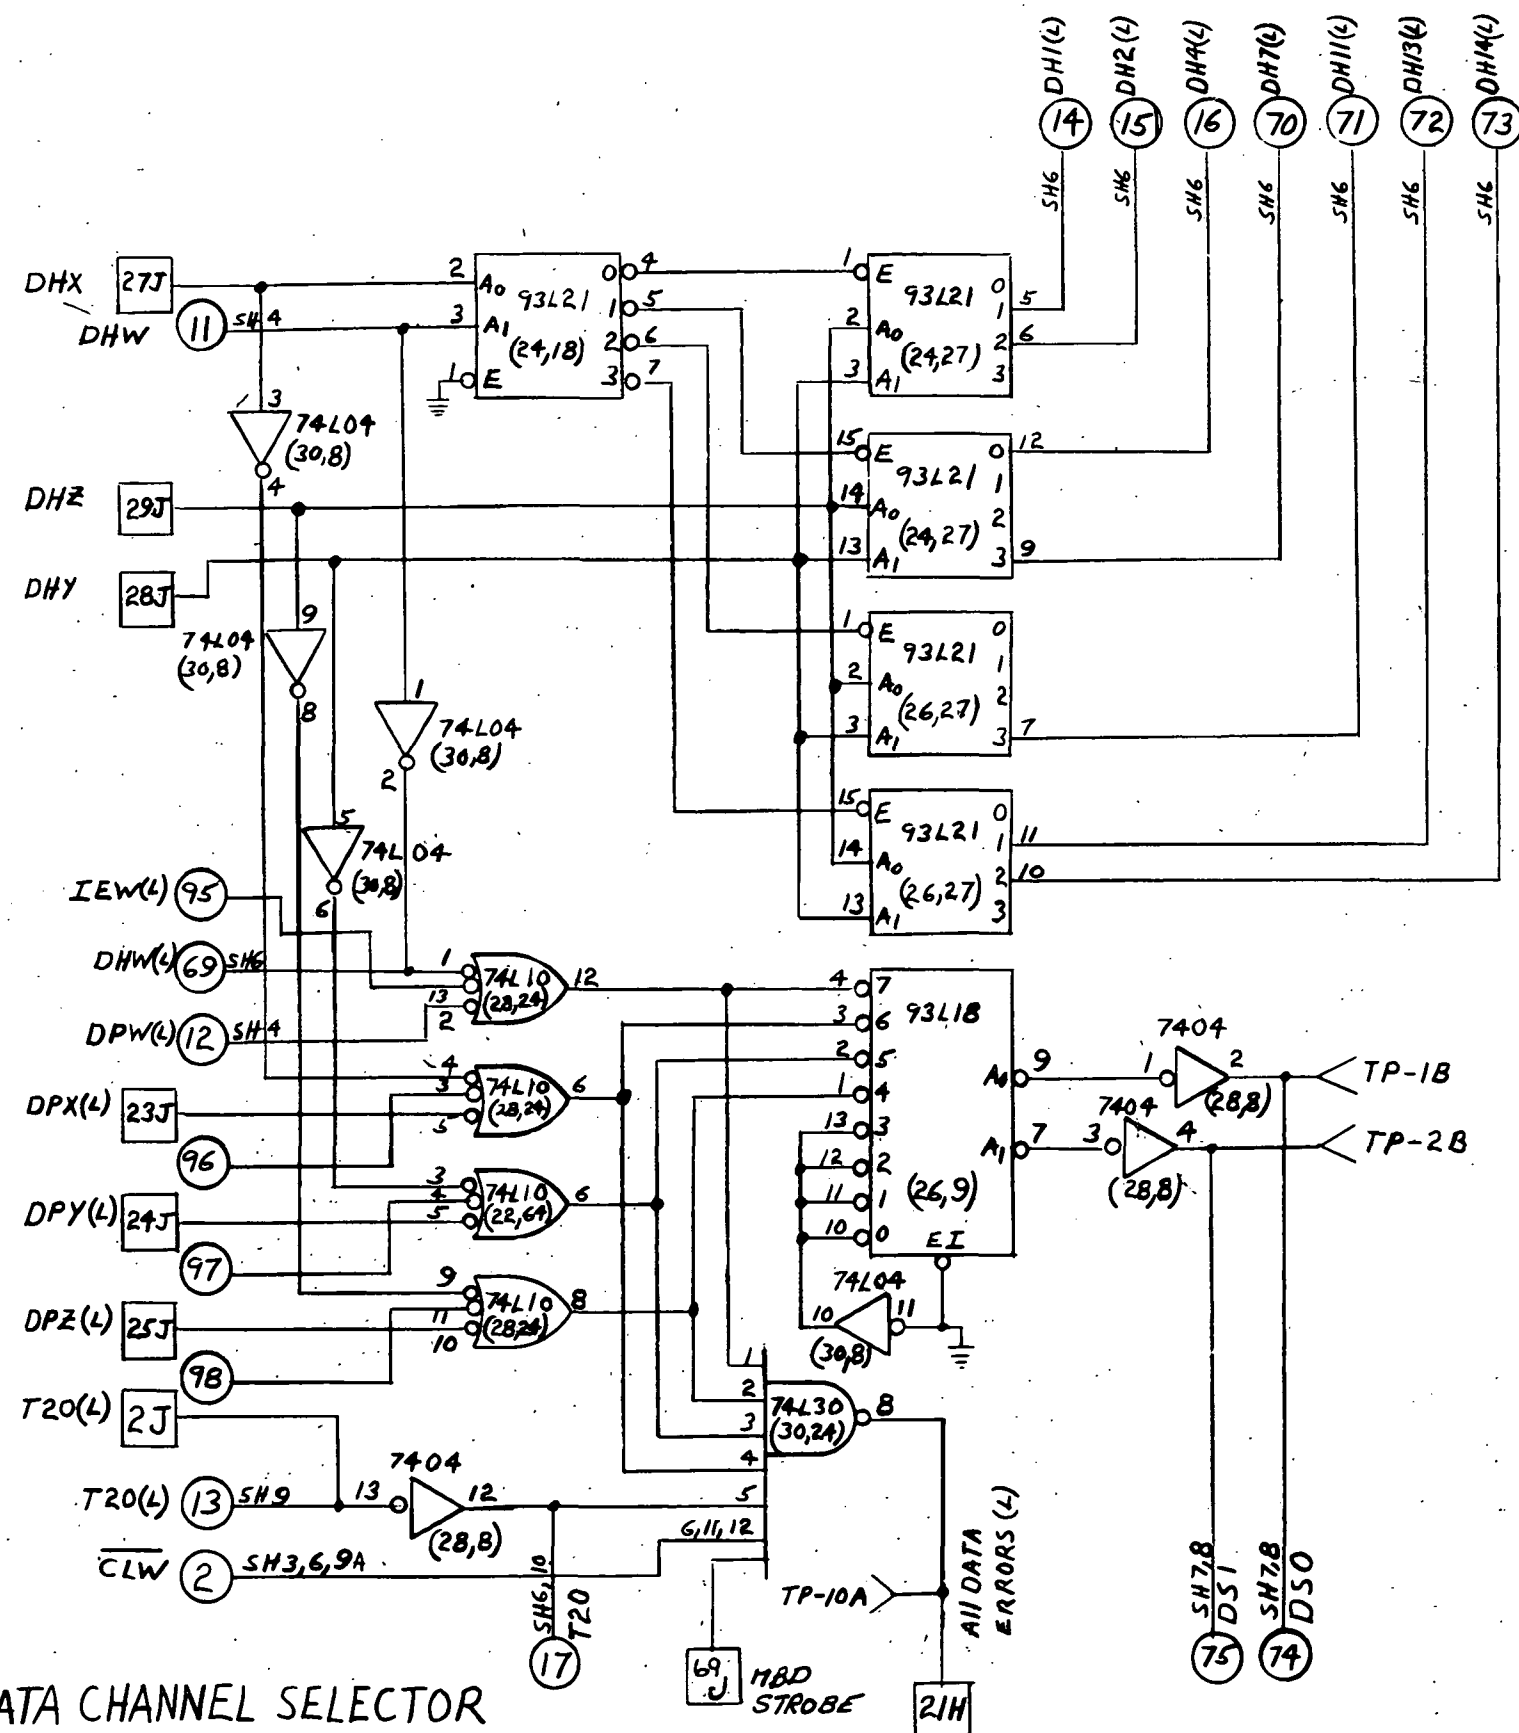 DH1(L) DH2(L) DH4(L) DH7(L) DH11(L) DH13(L) DH14(L)
14 15 16 70 71 72 73
SH6 SH6 SH6 SH6 SH6 SH6 SH6
DHX 27J 2 A0 93L21 0 4 1 E 93L21 0
DHW 11 SH4 3 A1 (24,18) 1 5 1 5
2 6 2 A0 (24,27) 2 6
1 E 3 7 3 A1 3
3 74L04
(30,8)
4
15 E 93L21 0 12
1
DHZ 29J 14 A0 (24,27) 2
DHY 28J 13 A1 3 9
9
74L04
(30,8)
8
1 E 93L21 0
1
2 A0 (26,27) 2
3 A1 3 7
1
74L04
(30,8)
2
5
74L04
(30,8)
6
15 E 93L21 0
1 11
14 A0 (26,27) 2 10
13 A1 3
IEW(L) 95
DHW(L) 69 SH6 1 74L10 12
13 (28,24)
DPW(L) 12 SH4 2
4 7 93L18
3 6
2 5
1 4
13 3
12 2
11 1 (26,9)
10 0 EI
A0 9 1 7404 2 TP-1B
(28,8)
A1 7 3 7404 4 TP-2B
(28,8)
4 74L10 6
DPX(L) 23J 3 (28,24)
5
96
3 74L10 6
DPY(L) 24J 4 (22,64)
5
97
9 74L10 8
DPZ(L) 25J 11 (28,24)
10
98
74L04
10 11
(30,8)
T20(L) 2J
1
2 74L30 8
3 (30,24)
4
5
6,11,12
7404
T20(L) 13 SH9 13 12
(28,8)
CLW 2 SH3,6,9A
SH6,10
T20
17
69J MBD
STROBE
TP-10A
All DATA
ERRORS (L)
21H
SH7,8
DS1
75
SH7,8
DS0
74
ATA CHANNEL SELECTOR